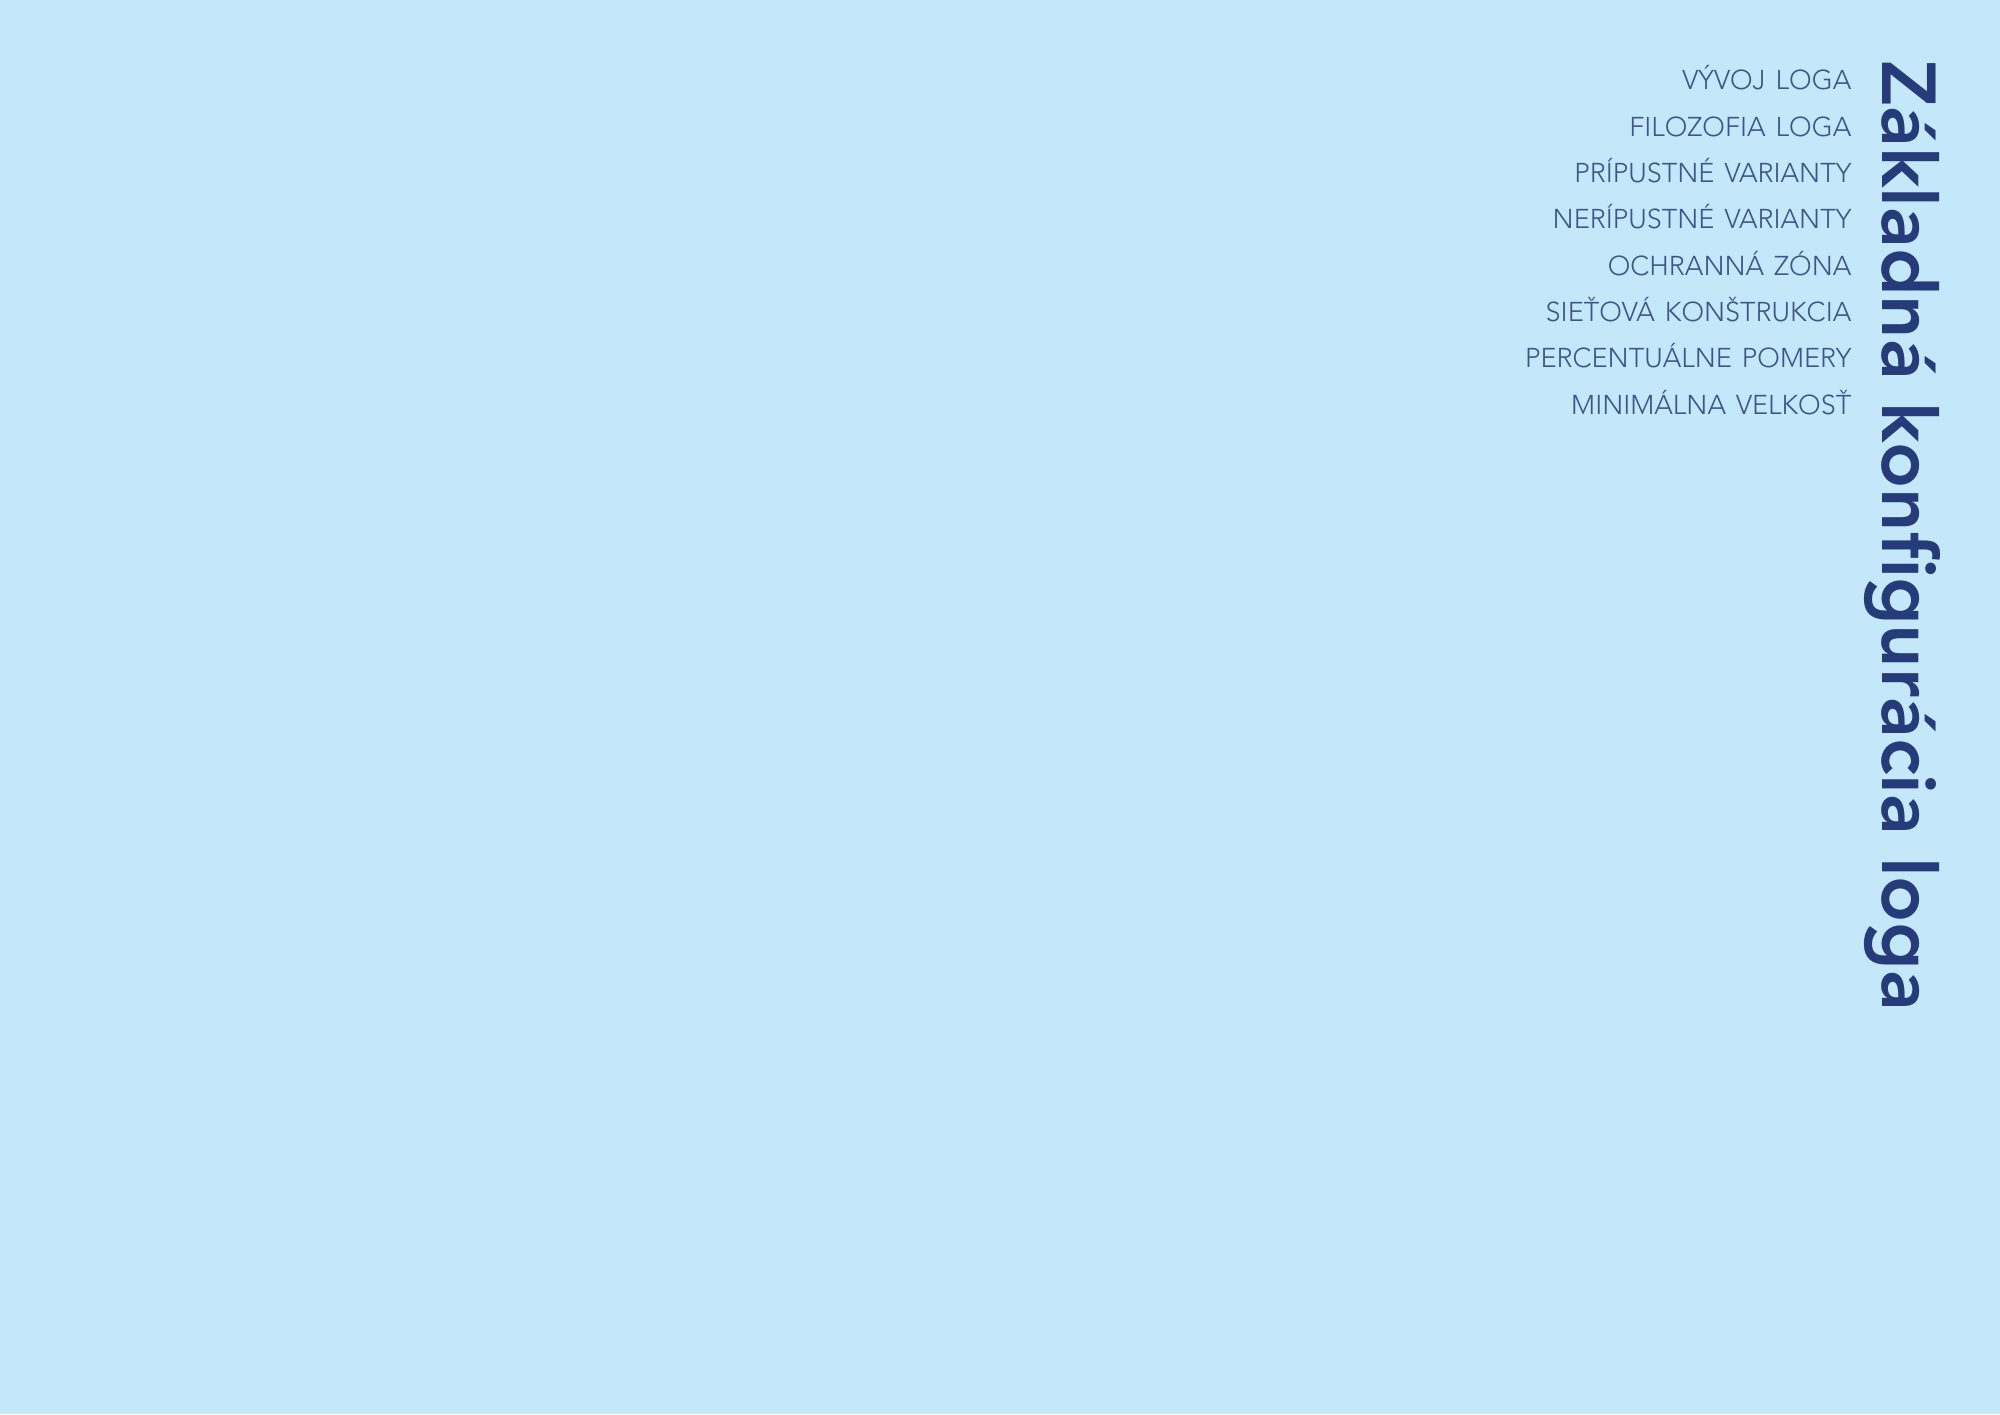 Základná konfigurácia loga
VÝVOJ LOGA
FILOZOFIA LOGA
PRÍPUSTNÉ VARIANTY
NERÍPUSTNÉ VARIANTY
OCHRANNÁ ZÓNA
SIEŤOVÁ KONŠTRUKCIA
PERCENTUÁLNE POMERY
MINIMÁLNA VELKOSŤ